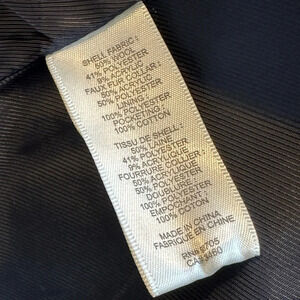 SHELL FABRIC :
50% WOOL
41% POLYESTER
9% ACRYLIC
FAUX FUR COLLAR :
50% ACRYLIC
50% POLYESTER
LINING :
100% POLYESTER
POCKETING :
100% COTTON
TISSU DE SHELL :
50% LAINE
41% POLYESTER
9% ACRYLIQUE
FOURRURE COLLIER :
50% ACRYLIQUE
50% POLYESTER
DOUBLURE :
100% POLYESTER
EMPOCHANT :
100% COTTON
MADE IN CHINA
FABRIQUÉ EN CHINE